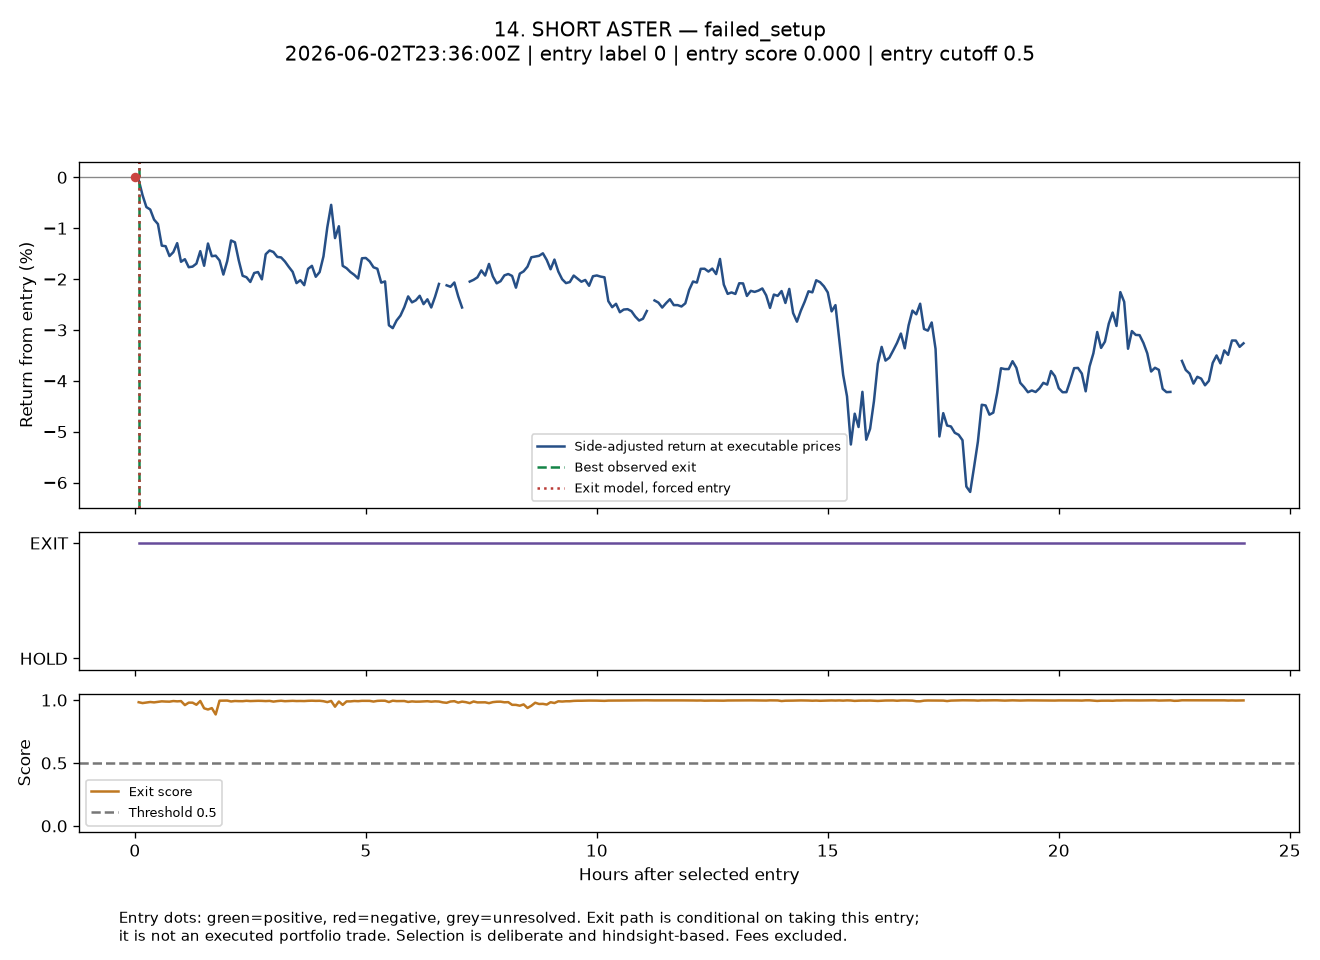 14. SHORT ASTER — failed_setup
2026-06-02T23:36:00Z | entry label 0 | entry score 0.000 | entry cutoff 0.5
Return from entry (%)
0
−1
−2
−3
−4
−5
−6
Side-adjusted return at executable prices
Best observed exit
Exit model, forced entry
EXIT
HOLD
Score
1.0
0.5
0.0
Exit score
Threshold 0.5
0 5 10 15 20 25
Hours after selected entry
Entry dots: green=positive, red=negative, grey=unresolved. Exit path is conditional on taking this entry;
it is not an executed portfolio trade. Selection is deliberate and hindsight-based. Fees excluded.